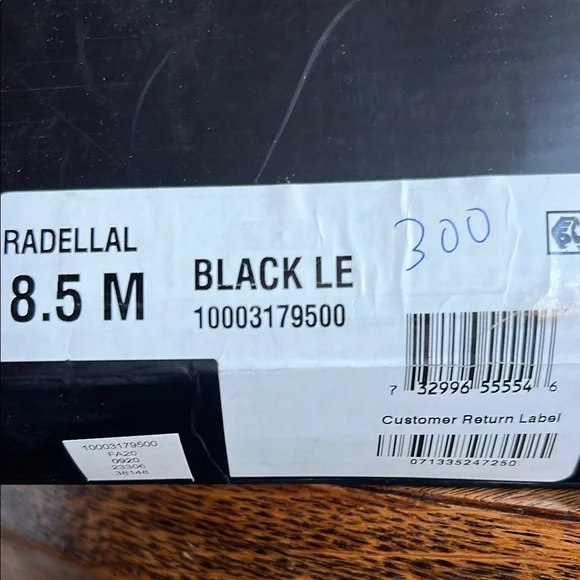 RADELLAL
8.5 M
BLACK LE
10003179500
300
7 32996 55554 6
Customer Return Label
071335247250
10003179500
FA20
0920
23306
38148